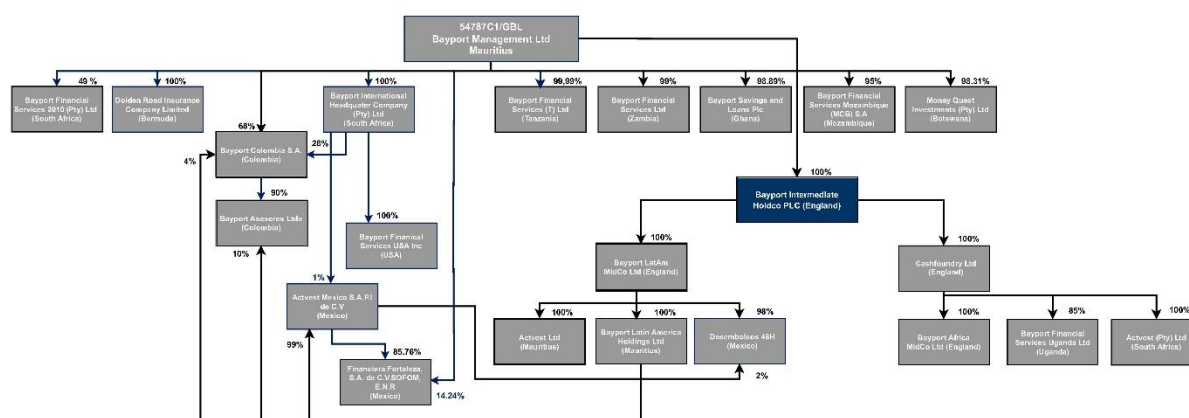 54787C1/GBL
Bayport Management Ltd
Mauritius
49 %
100%
100%
99,99%
99%
98.89%
95%
98.31%
Bayport Financial
Services 2010 (Pty) Ltd
(South Africa)
Golden Road Insurance
Company Limited
(Bermuda)
Bayport International
Headquater Company
(Pty) Ltd
(South Africa)
Bayport Financial
Services (T) Ltd
(Tanzania)
Bayport Financial
Services Ltd
(Zambia)
Bayport Savings and
Loans Plc
(Ghana)
Bayport Financial
Services Mozambique
(MCB) S.A
(Mozambique)
Money Quest
Investments (Pty) Ltd
(Botswana)
68%
28%
4%
Bayport Colombia S.A.
(Colombia)
100%
Bayport Intermediate
Holdco PLC (England)
90%
Bayport Asesores Ltda
(Colombia)
10%
100%
Bayport Finanical
Services USA Inc
(USA)
100%
Bayport LatAm
MidCo Ltd (England)
100%
Cashfoundry Ltd
(England)
1%
Actvest Mexico S.A.P.I
de C.V
(Mexico)
99%
100%
Actvest Ltd
(Mauritius)
100%
Bayport Latin America
Holdings Ltd
(Mauritius)
98%
Desembolsos 48H
(Mexico)
2%
100%
Bayport Africa
MidCo Ltd (England)
85%
Bayport Financial
Services Uganda Ltd
(Uganda)
100%
Actvest (Pty) Ltd
(South Africa)
85.76%
Financiera Fortaleza,
S.A. de C.V.SOFOM,
E.N.R
(Mexico)
14.24%